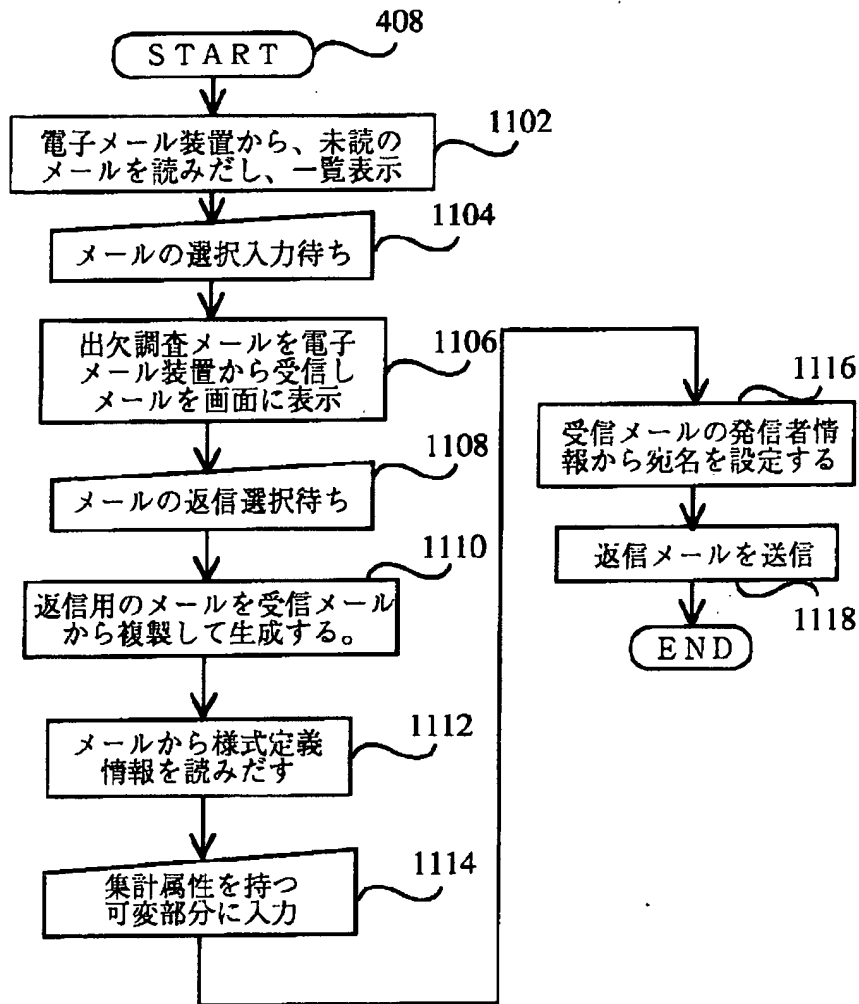 START
408
電子メール装置から、未読の
メールを読みだし、一覧表示
1102
メールの選択入力待ち
1104
出欠調査メールを電子
メール装置から受信し
メールを画面に表示
1106
メールの返信選択待ち
1108
返信用のメールを受信メール
から複製して生成する。
1110
メールから様式定義
情報を読みだす
1112
集計属性を持つ
可変部分に入力
1114
受信メールの発信者情
報から宛名を設定する
1116
返信メールを送信
1118
END